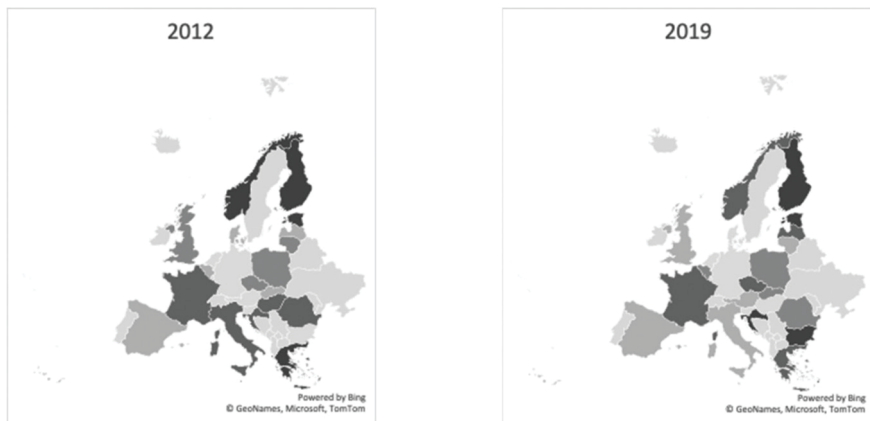 2012
Powered by Bing
© GeoNames, Microsoft, TomTom
2019
Powered by Bing
© GeoNames, Microsoft, TomTom